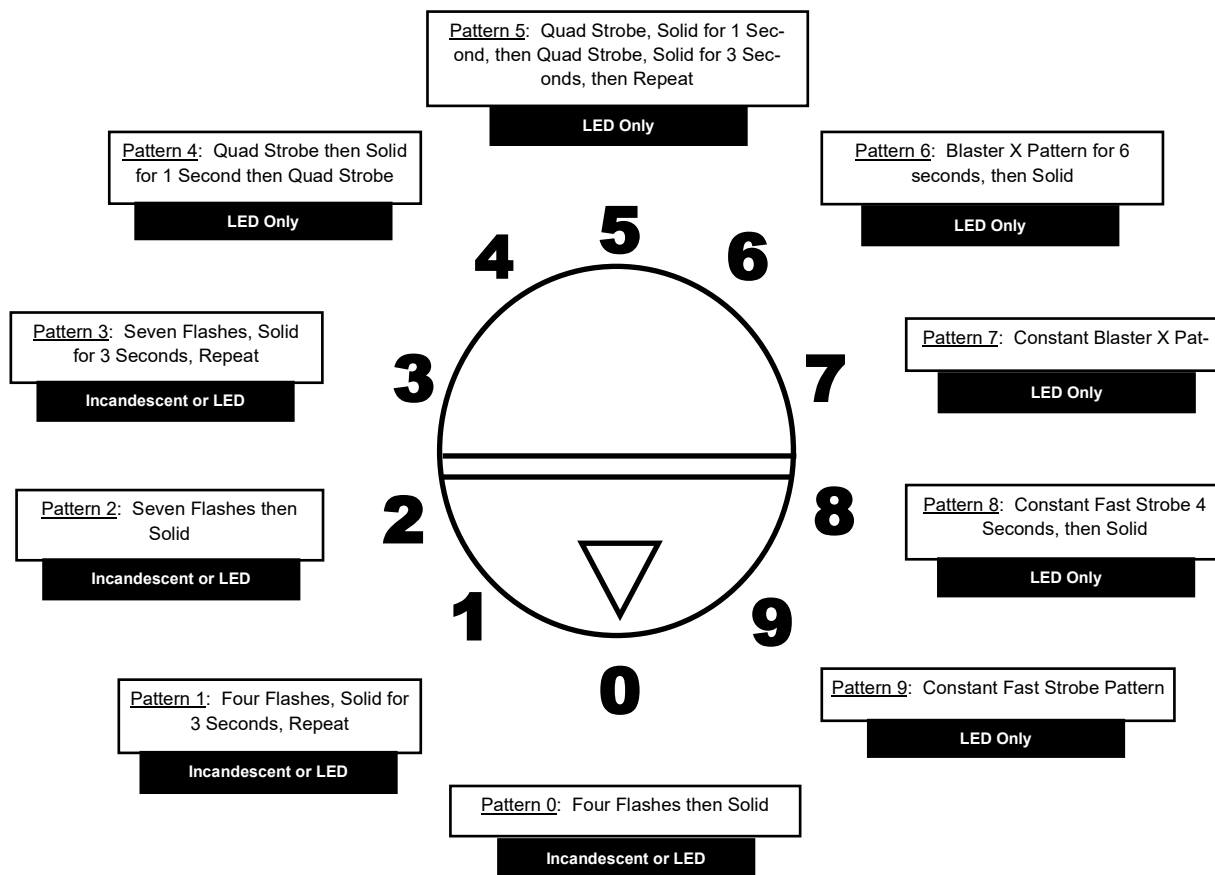 Pattern 5:  Quad Strobe, Solid for 1 Sec-
ond, then Quad Strobe, Solid for 3 Sec-
onds, then Repeat
LED Only
Pattern 4:  Quad Strobe then Solid
for 1 Second then Quad Strobe
LED Only
Pattern 6:  Blaster X Pattern for 6
seconds, then Solid
LED Only
5
4
6
Pattern 3:  Seven Flashes, Solid
for 3 Seconds, Repeat
Incandescent or LED
3
7
Pattern 7:  Constant Blaster X Pat-
LED Only
Pattern 2:  Seven Flashes then
Solid
Incandescent or LED
2
8
Pattern 8:  Constant Fast Strobe 4
Seconds, then Solid
LED Only
1
9
0
Pattern 1:  Four Flashes, Solid for
3 Seconds, Repeat
Incandescent or LED
Pattern 9:  Constant Fast Strobe Pattern
LED Only
Pattern 0:  Four Flashes then Solid
Incandescent or LED